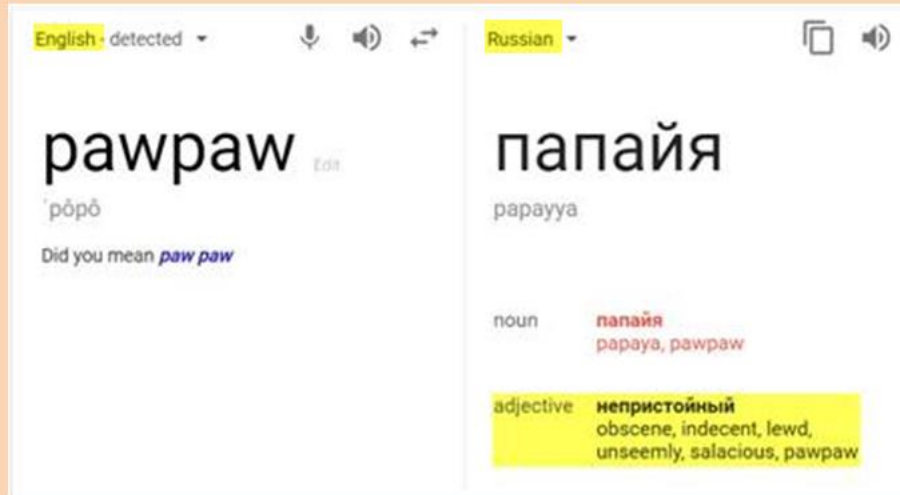 English - detected
pawpaw Edit
ˈpôpô
Did you mean paw paw
Russian
папайя
papayya
noun папайя
papaya, pawpaw
adjective непристойный
obscene, indecent, lewd,
unseemly, salacious, pawpaw